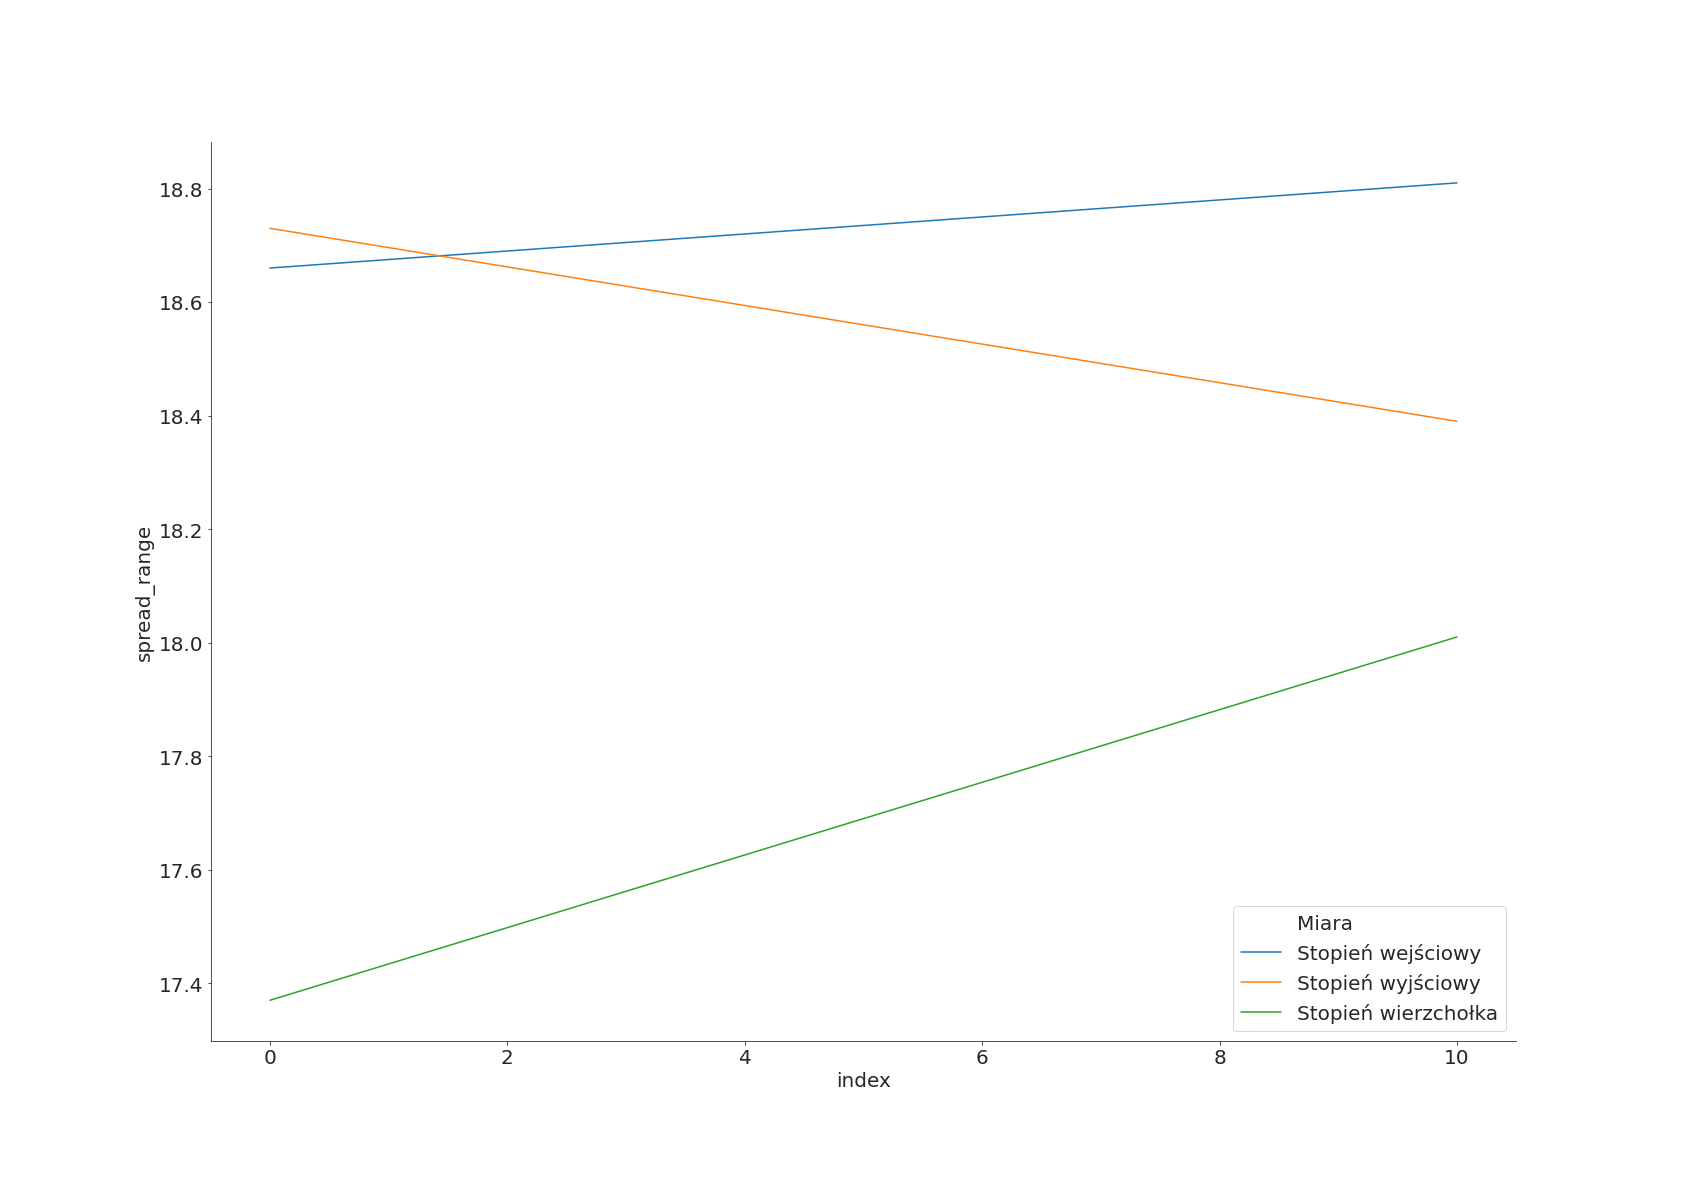 18.8
18.6
18.4
18.2
18.0
17.8
17.6
17.4
spread_range
0 2 4 6 8 10
index
Miara
Stopień wejściowy
Stopień wyjściowy
Stopień wierzchołka